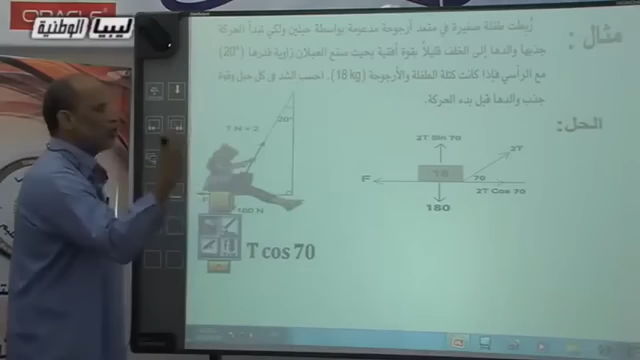 ORACLE
ليبيا
الوطنية
مثال :
رُبطت طفلة صغيرة في مقعد أرجوحة مدعومة بواسطة حبلين ولكي تبدأ الحركة
جذبها والدها إلى الخلف قليلاً بقوة أفقية بحيث صنع الحبلان زاوية قدرها (20°)
مع الرأسي فإذا كانت كتلة الطفلة والأرجوحة (18 kg). احسب الشد في كل حبل وقوة
جذب والدها قبل بدء الحركة.
الحل:
20°
T N = 2
2T Sin 70
2T
F
18
70
2T Cos 70
180
T cos 70